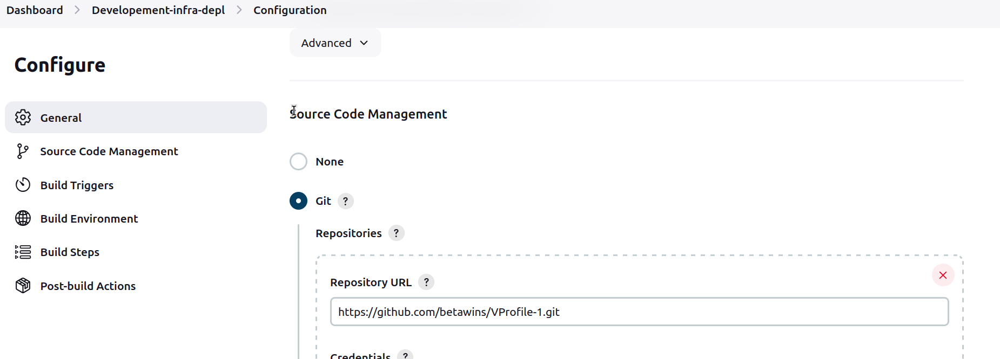 Dashboard > Developement-infra-depl > Configuration
Advanced
Configure
General
Source Code Management
Build Triggers
Build Environment
Build Steps
Post-build Actions
Source Code Management
None
Git ?
Repositories ?
Repository URL ?
https://github.com/betawins/VProfile-1.git
Credentials ?